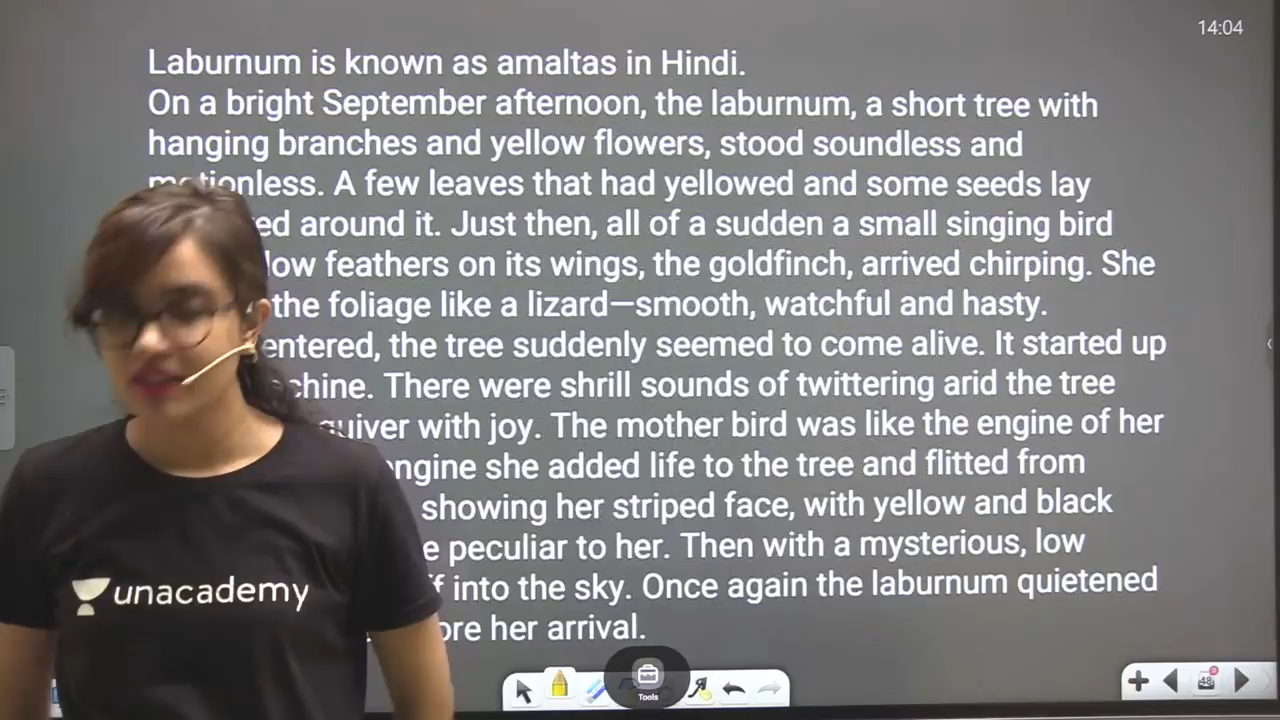 14:04
Laburnum is known as amaltas in Hindi.
On a bright September afternoon, the laburnum, a short tree with
hanging branches and yellow flowers, stood soundless and
motionless. A few leaves that had yellowed and some seeds lay
around it. Just then, all of a sudden a small singing bird
feathers on its wings, the goldfinch, arrived chirping. She
the foliage like a lizard—smooth, watchful and hasty.
entered, the tree suddenly seemed to come alive. It started up
There were shrill sounds of twittering arid the tree
quiver with joy. The mother bird was like the engine of her
engine she added life to the tree and flitted from
showing her striped face, with yellow and black
peculiar to her. Then with a mysterious, low
into the sky. Once again the laburnum quietened
her arrival.
unacademy
Tools
48